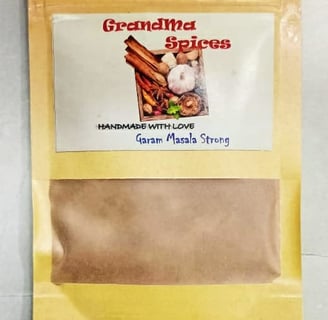 GrandMa
Spices
HANDMADE WITH LOVE
Garam Masala Strong